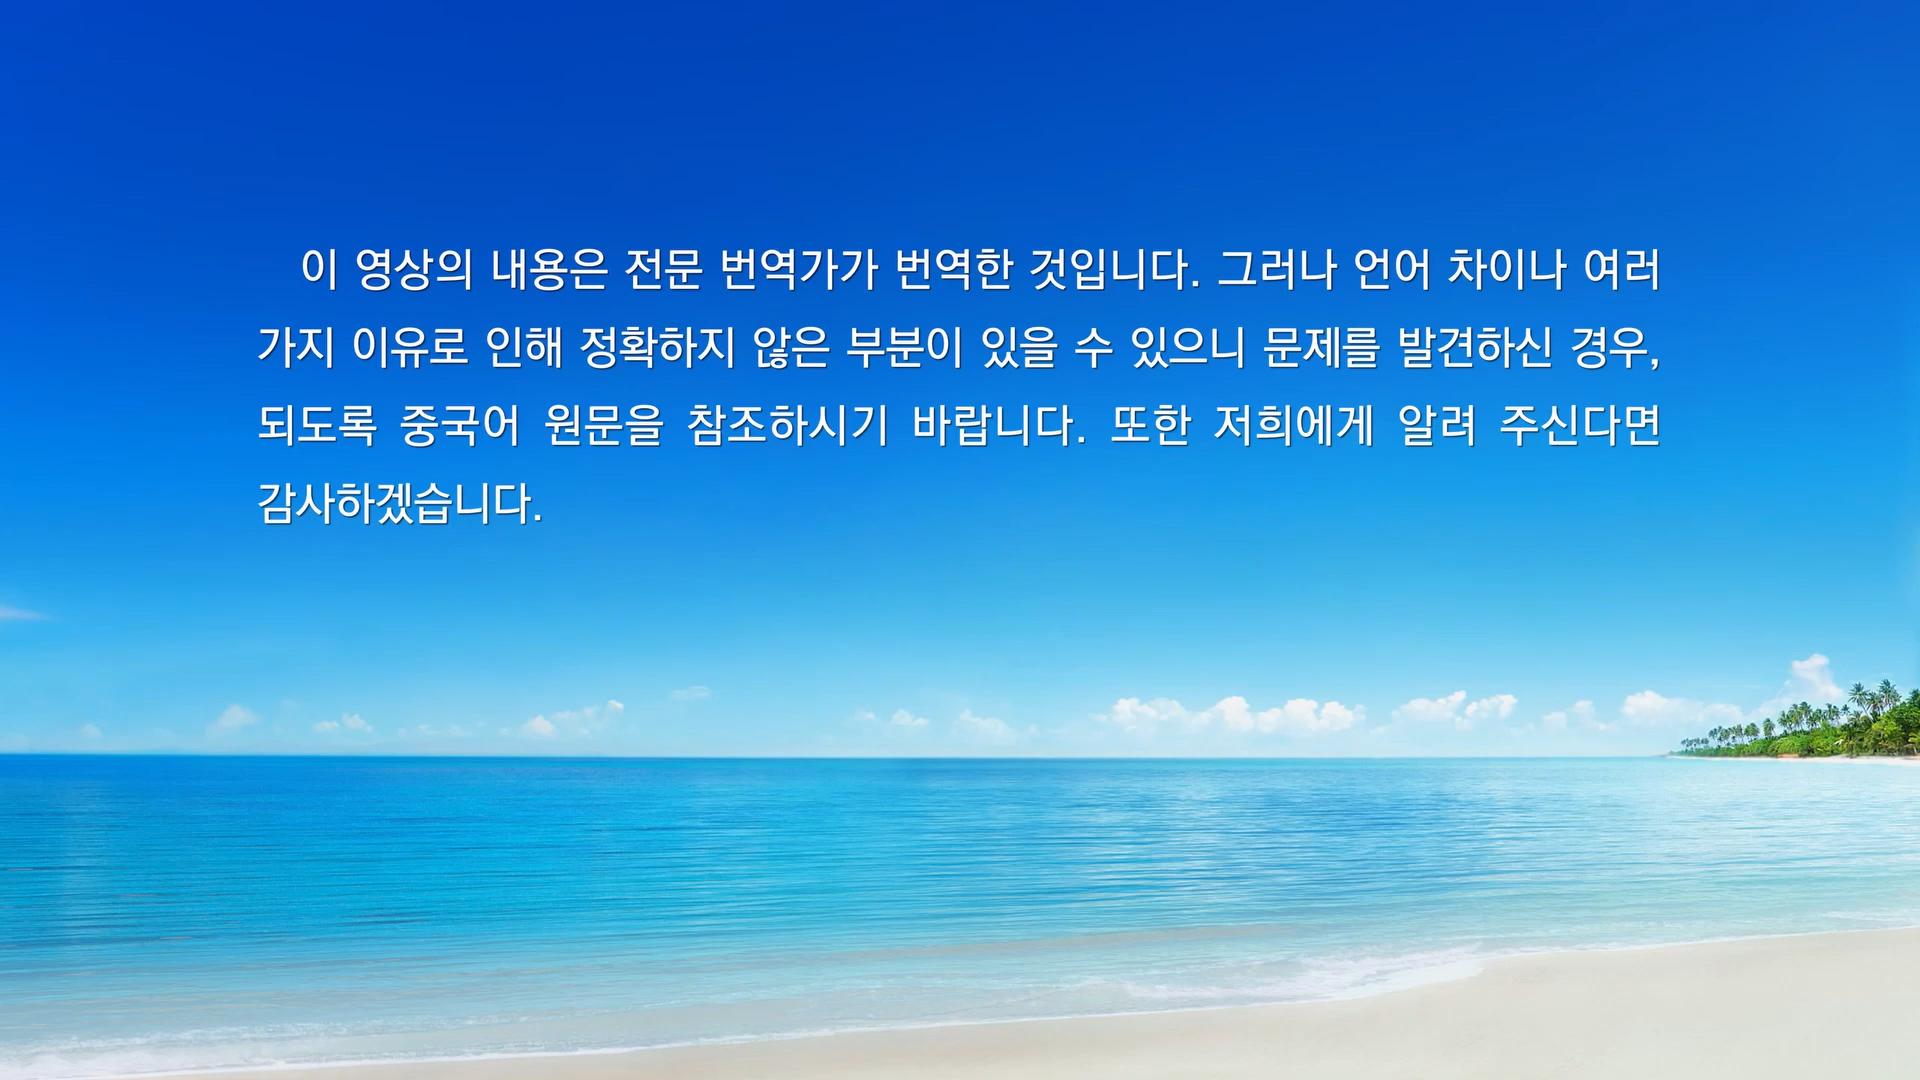 이 영상의 내용은 전문 번역가가 번역한 것입니다. 그러나 언어 차이나 여러
가지 이유로 인해 정확하지 않은 부분이 있을 수 있으니 문제를 발견하신 경우,
되도록 중국어 원문을 참조하시기 바랍니다. 또한 저희에게 알려 주신다면
감사하겠습니다.